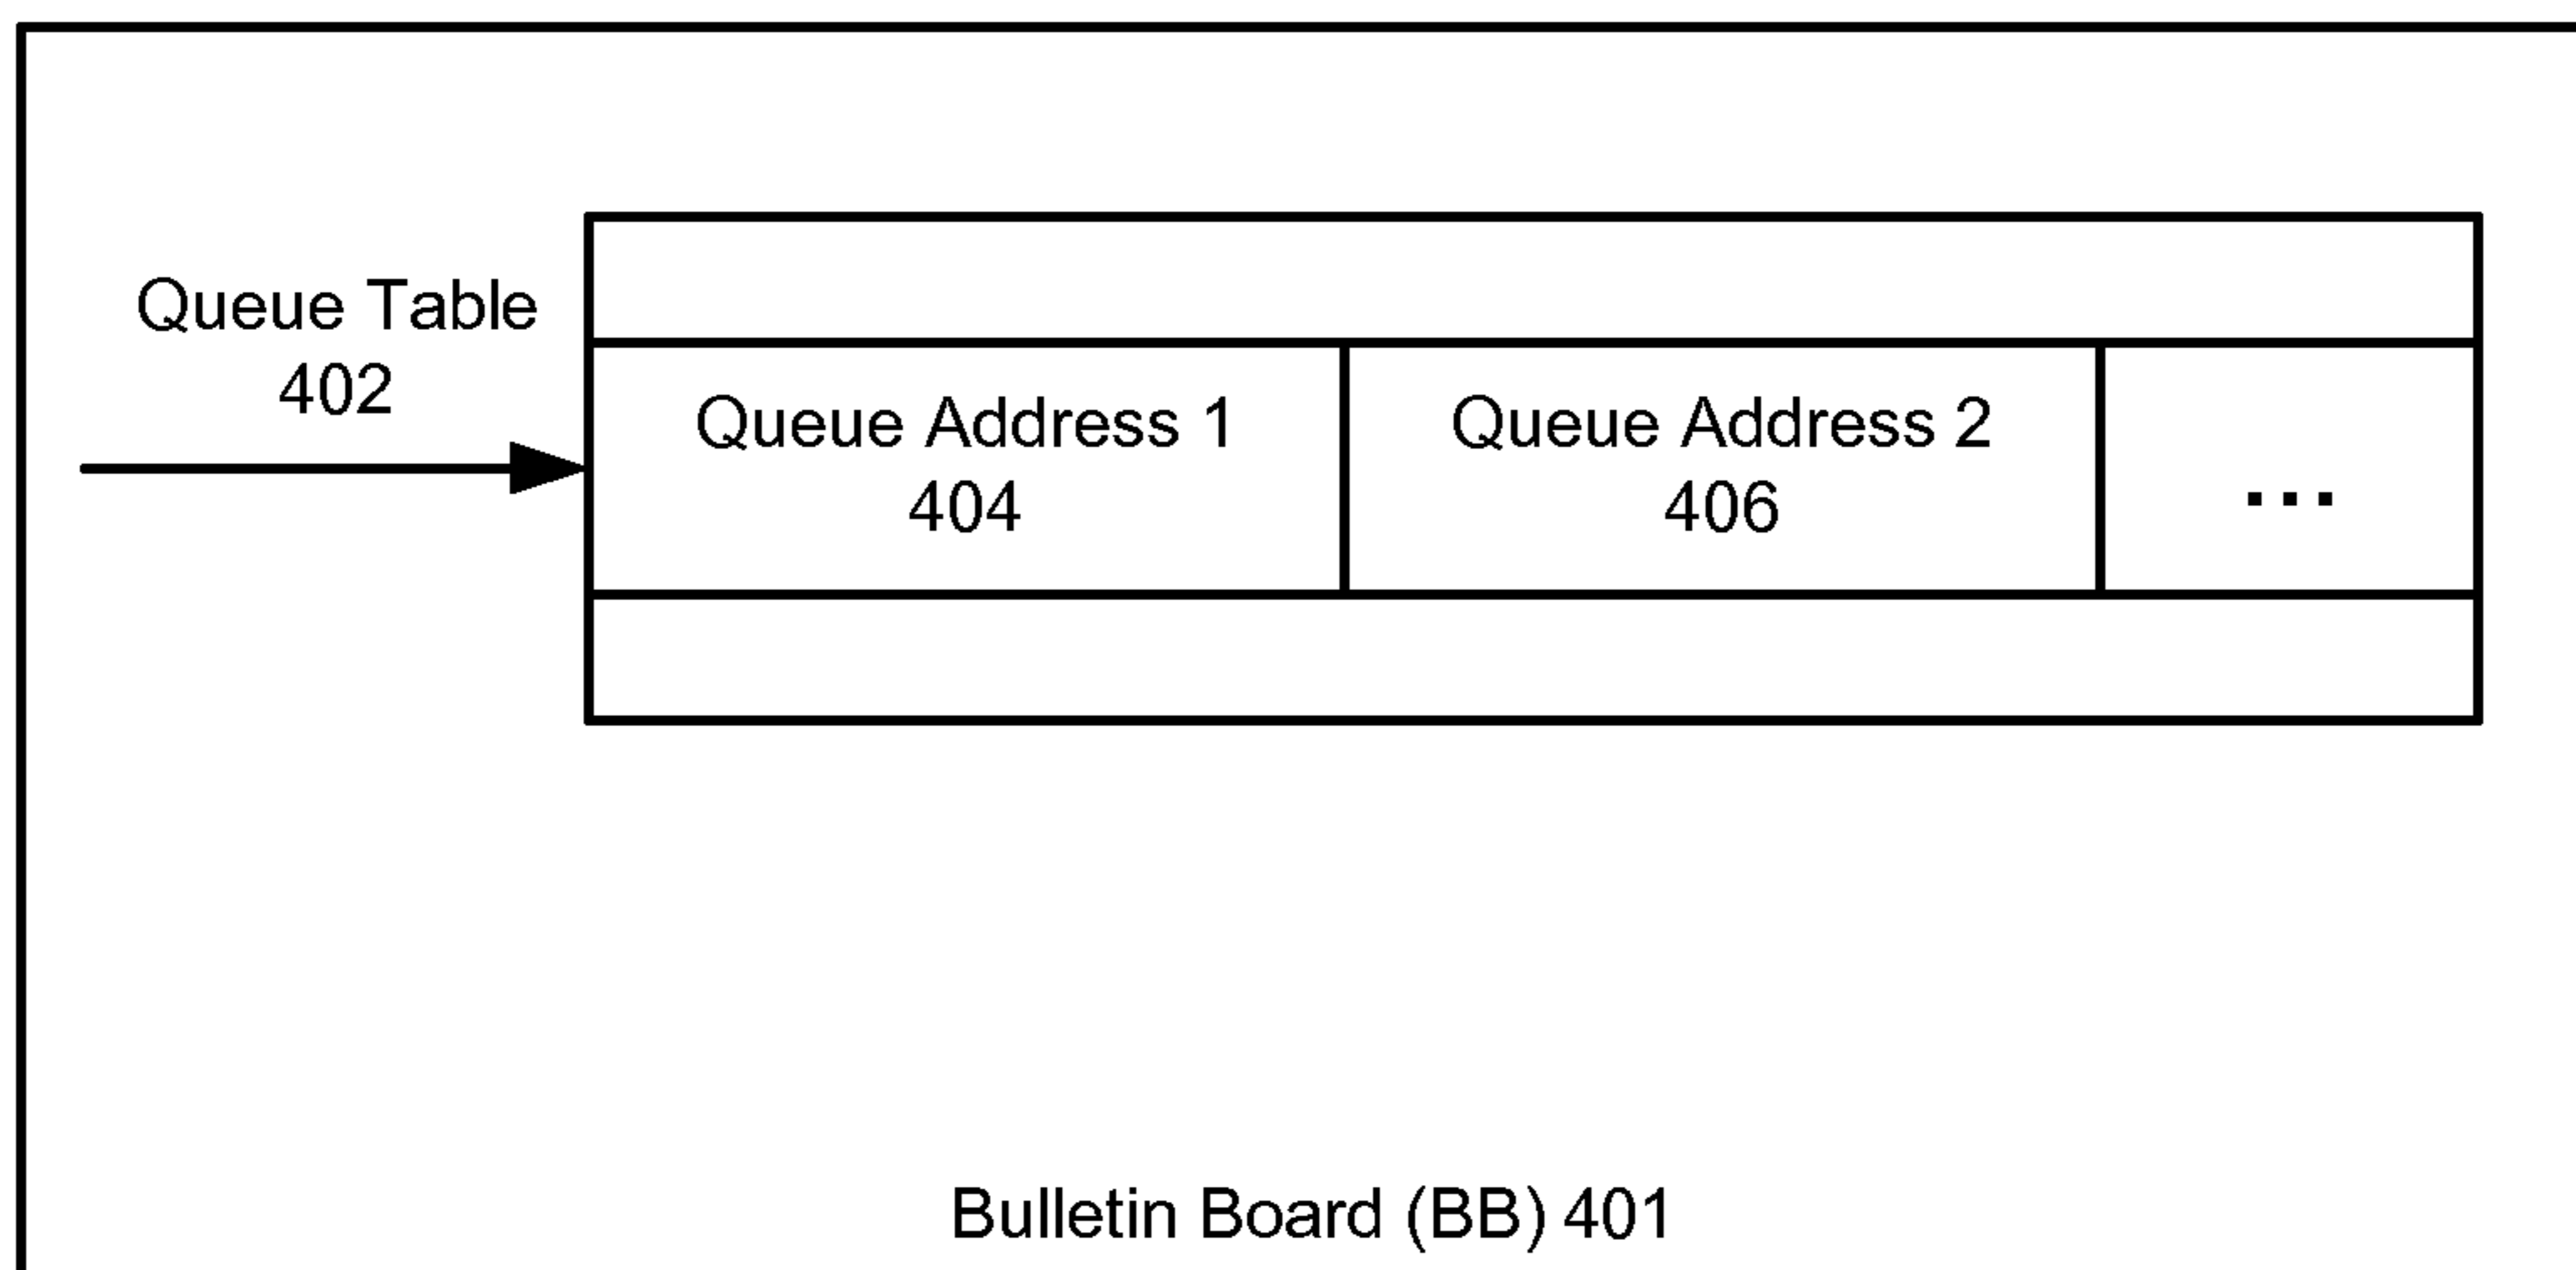 Queue Table
402
Queue Address 1
404
Queue Address 2
406
...
Bulletin Board (BB) 401